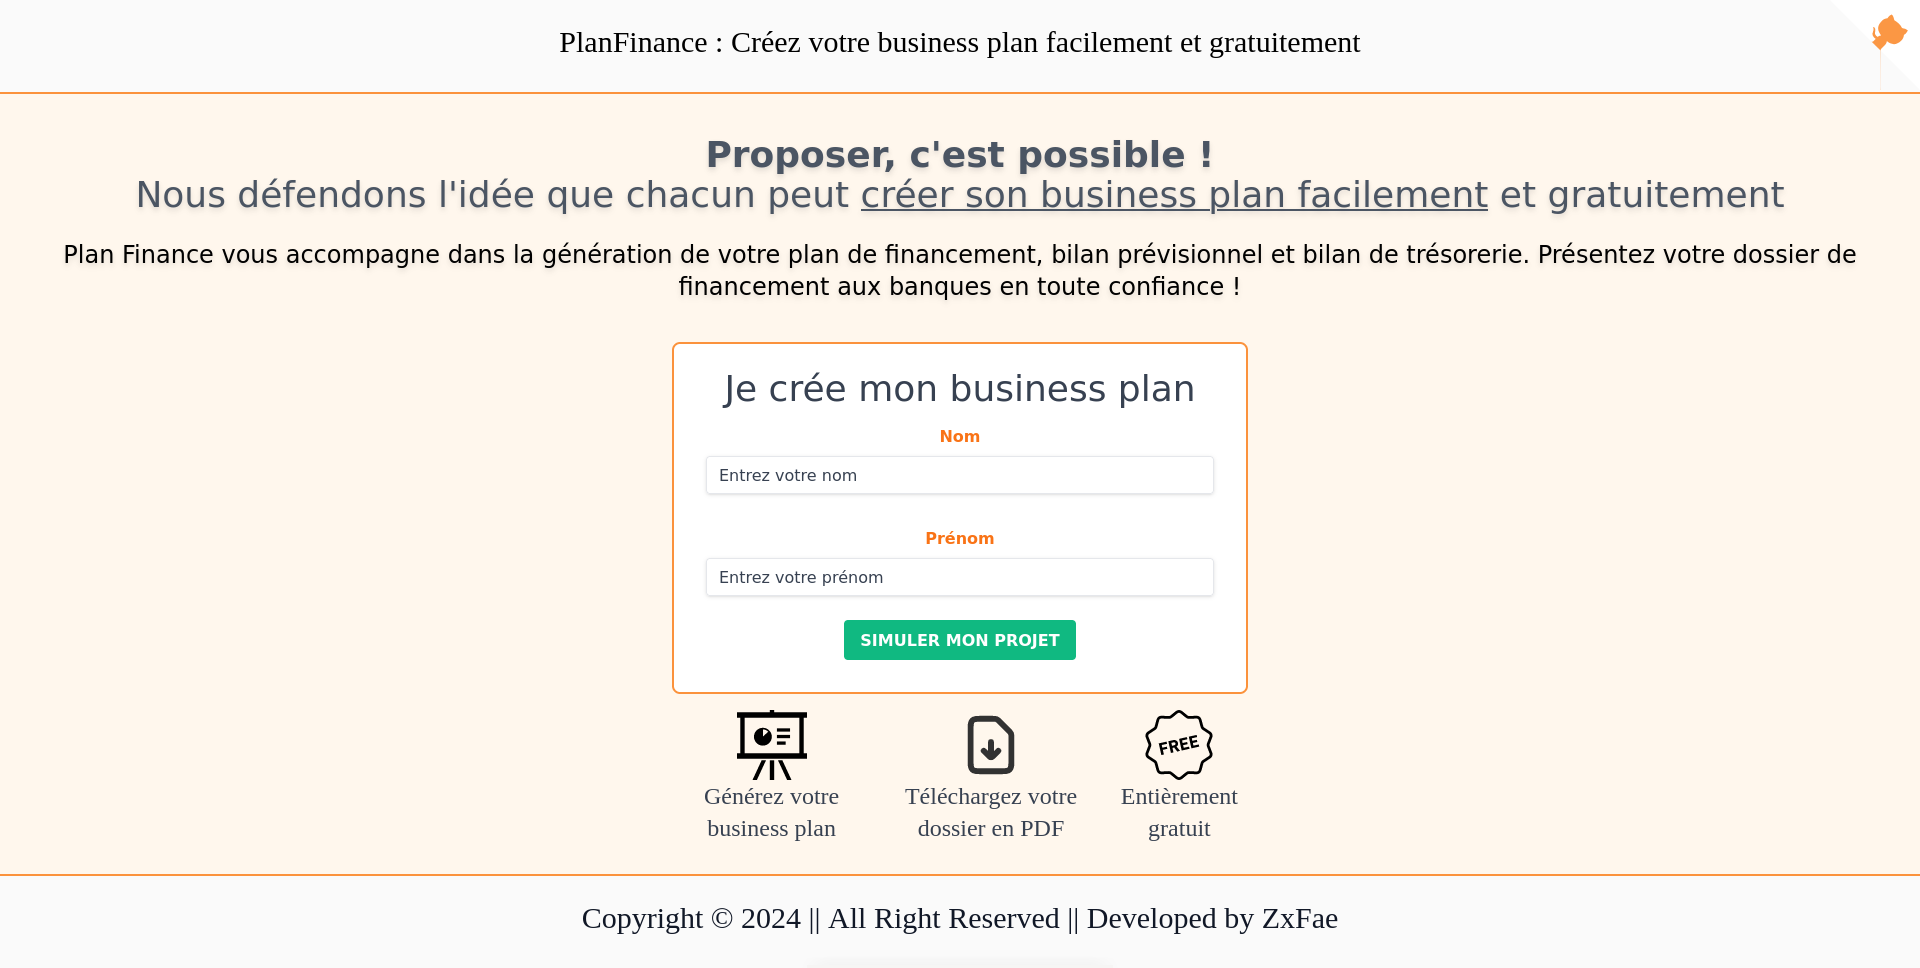 PlanFinance : Créez votre business plan facilement et gratuitement
Proposer, c'est possible !
Nous défendons l'idée que chacun peut créer son business plan facilement et gratuitement
Plan Finance vous accompagne dans la génération de votre plan de financement, bilan prévisionnel et bilan de trésorerie. Présentez votre dossier de
financement aux banques en toute confiance !
Je crée mon business plan
Nom
Entrez votre nom
Prénom
Entrez votre prénom
SIMULER MON PROJET
FREE
Générez votre
business plan
Téléchargez votre
dossier en PDF
Entièrement
gratuit
Copyright © 2024 || All Right Reserved || Developed by ZxFae